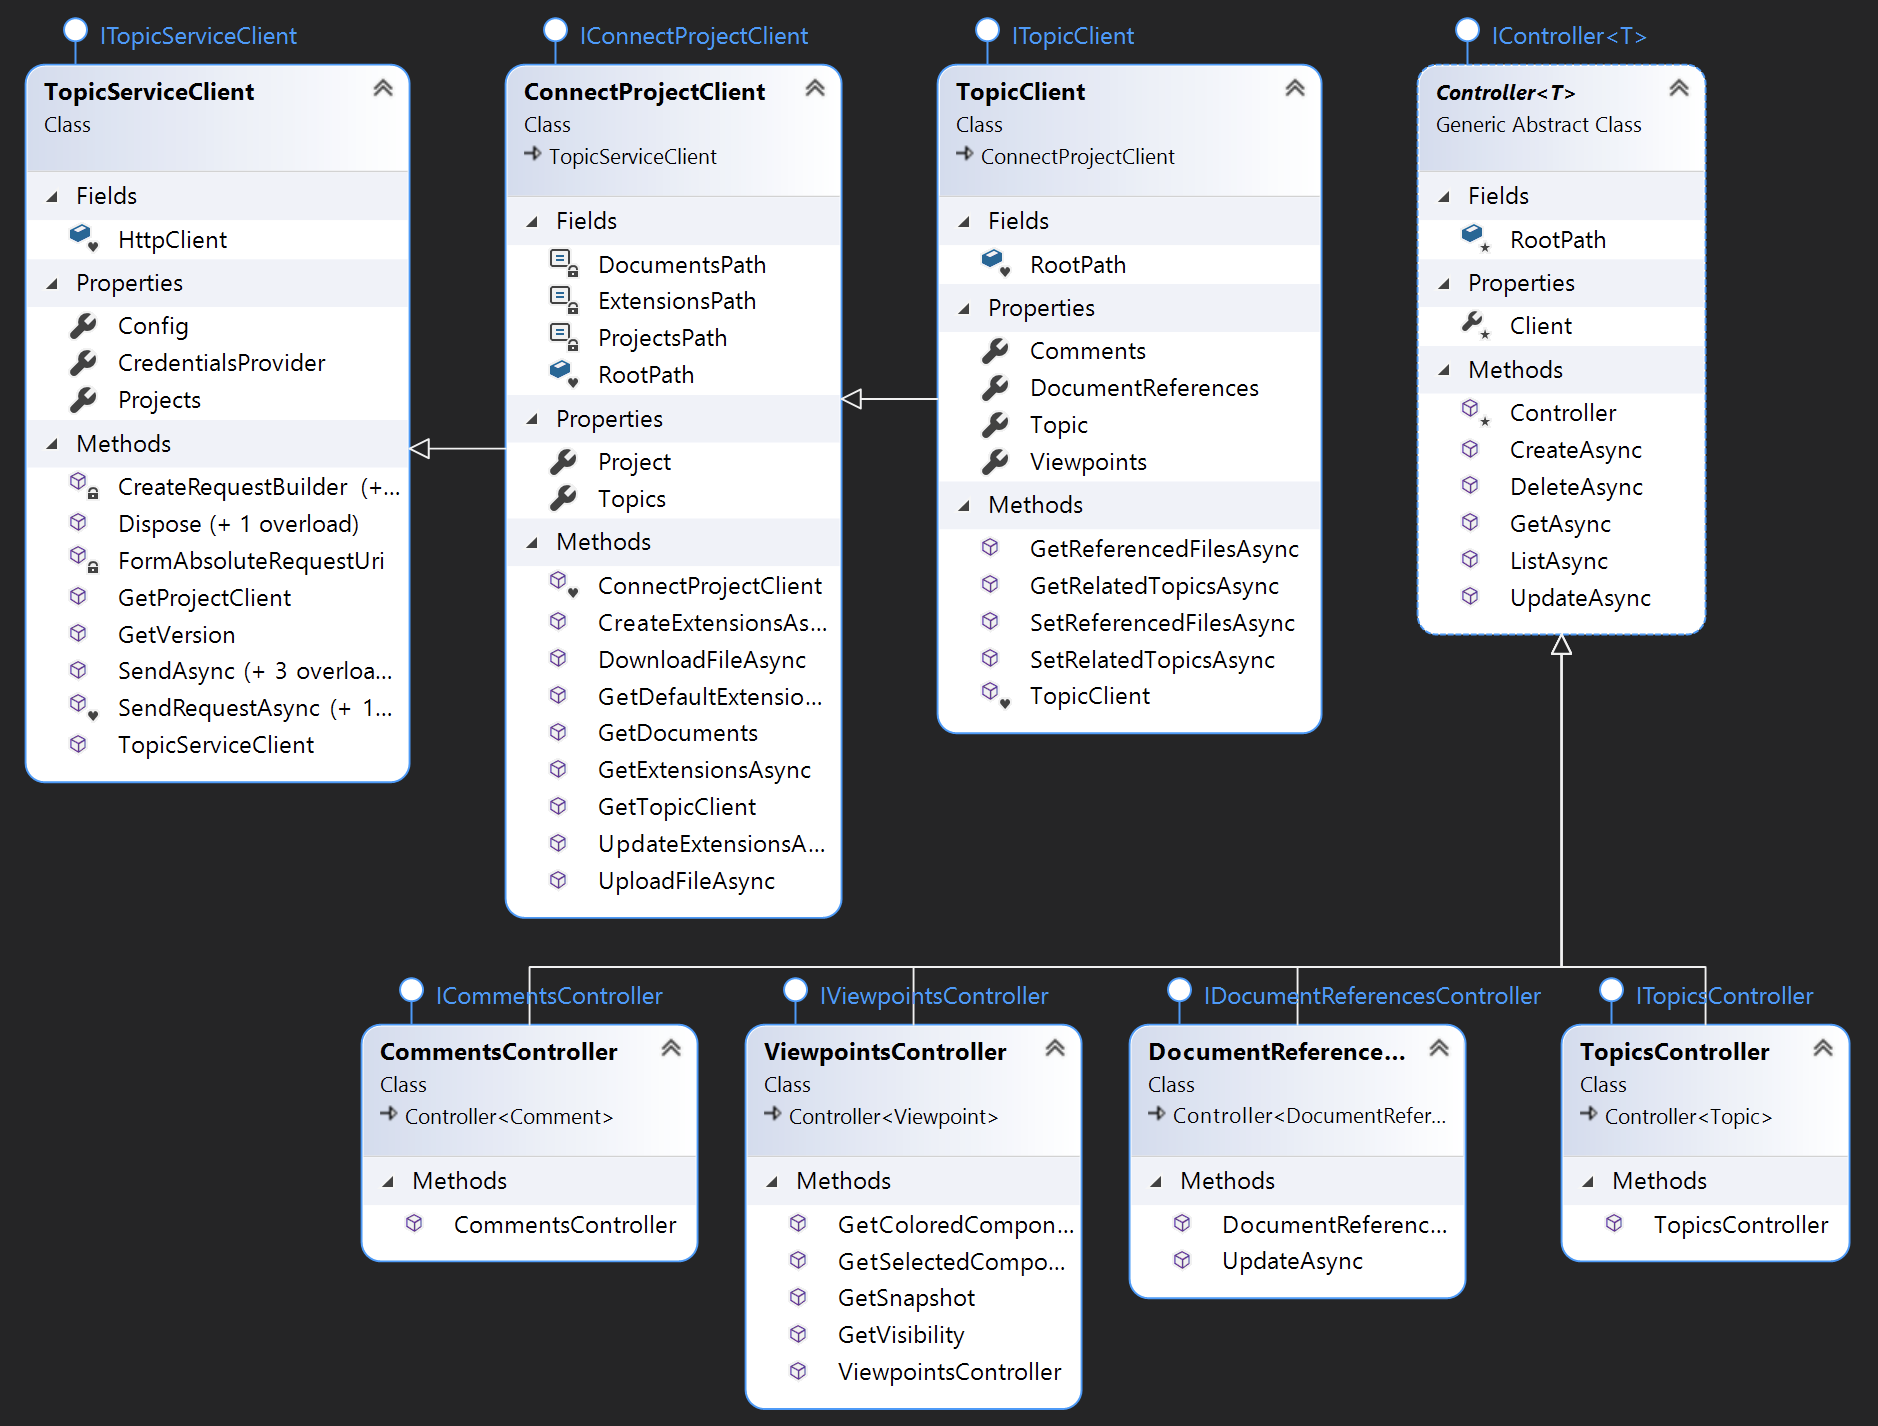 ITopicServiceClient
TopicServiceClient
Class
Fields
HttpClient
Properties
Config
CredentialsProvider
Projects
Methods
CreateRequestBuilder (+...
Dispose (+ 1 overload)
FormAbsoluteRequestUri
GetProjectClient
GetVersion
SendAsync (+ 3 overloa...
SendRequestAsync (+ 1...
TopicServiceClient
IConnectProjectClient
ConnectProjectClient
Class
TopicServiceClient
Fields
DocumentsPath
ExtensionsPath
ProjectsPath
RootPath
Properties
Project
Topics
Methods
ConnectProjectClient
CreateExtensionsAs...
DownloadFileAsync
GetDefaultExtensio...
GetDocuments
GetExtensionsAsync
GetTopicClient
UpdateExtensionsA...
UploadFileAsync
ITopicClient
TopicClient
Class
ConnectProjectClient
Fields
RootPath
Properties
Comments
DocumentReferences
Topic
Viewpoints
Methods
GetReferencedFilesAsync
GetRelatedTopicsAsync
SetReferencedFilesAsync
SetRelatedTopicsAsync
TopicClient
IController<T>
Controller<T>
Generic Abstract Class
Fields
RootPath
Properties
Client
Methods
Controller
CreateAsync
DeleteAsync
GetAsync
ListAsync
UpdateAsync
ICommentsController
CommentsController
Class
Controller<Comment>
Methods
CommentsController
IViewpointsController
ViewpointsController
Class
Controller<Viewpoint>
Methods
GetColoredCompon...
GetSelectedCompo...
GetSnapshot
GetVisibility
ViewpointsController
IDocumentReferencesController
DocumentReference...
Class
Controller<DocumentRefer...
Methods
DocumentReferenc...
UpdateAsync
ITopicsController
TopicsController
Class
Controller<Topic>
Methods
TopicsController